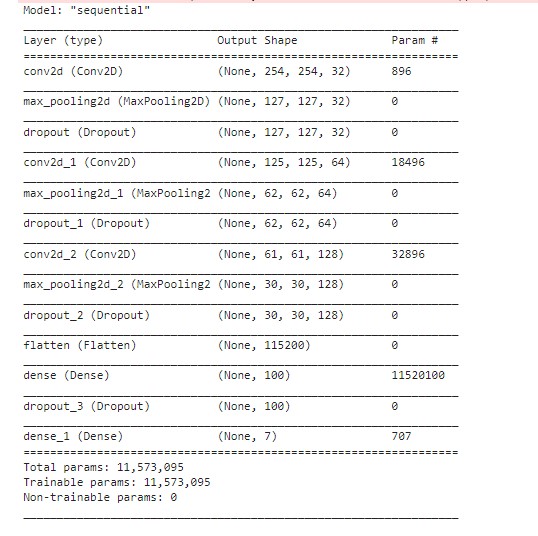 Model: "sequential"
Layer (type) Output Shape Param #
conv2d (Conv2D) (None, 254, 254, 32) 896
max_pooling2d (MaxPooling2D) (None, 127, 127, 32) 0
dropout (Dropout) (None, 127, 127, 32) 0
conv2d_1 (Conv2D) (None, 125, 125, 64) 18496
max_pooling2d_1 (MaxPooling2 (None, 62, 62, 64) 0
dropout_1 (Dropout) (None, 62, 62, 64) 0
conv2d_2 (Conv2D) (None, 61, 61, 128) 32896
max_pooling2d_2 (MaxPooling2 (None, 30, 30, 128) 0
dropout_2 (Dropout) (None, 30, 30, 128) 0
flatten (Flatten) (None, 115200) 0
dense (Dense) (None, 100) 11520100
dropout_3 (Dropout) (None, 100) 0
dense_1 (Dense) (None, 7) 707
Total params: 11,573,095
Trainable params: 11,573,095
Non-trainable params: 0